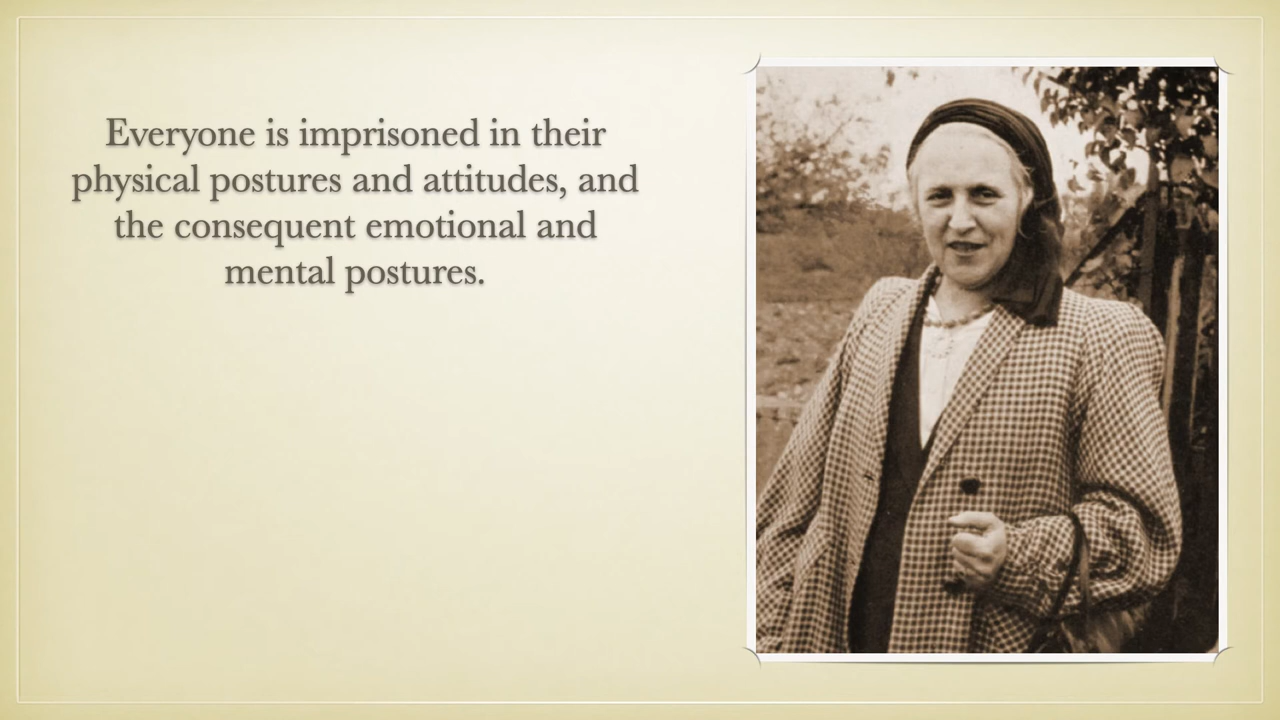 Everyone is imprisoned in their
physical postures and attitudes, and
the consequent emotional and
mental postures.